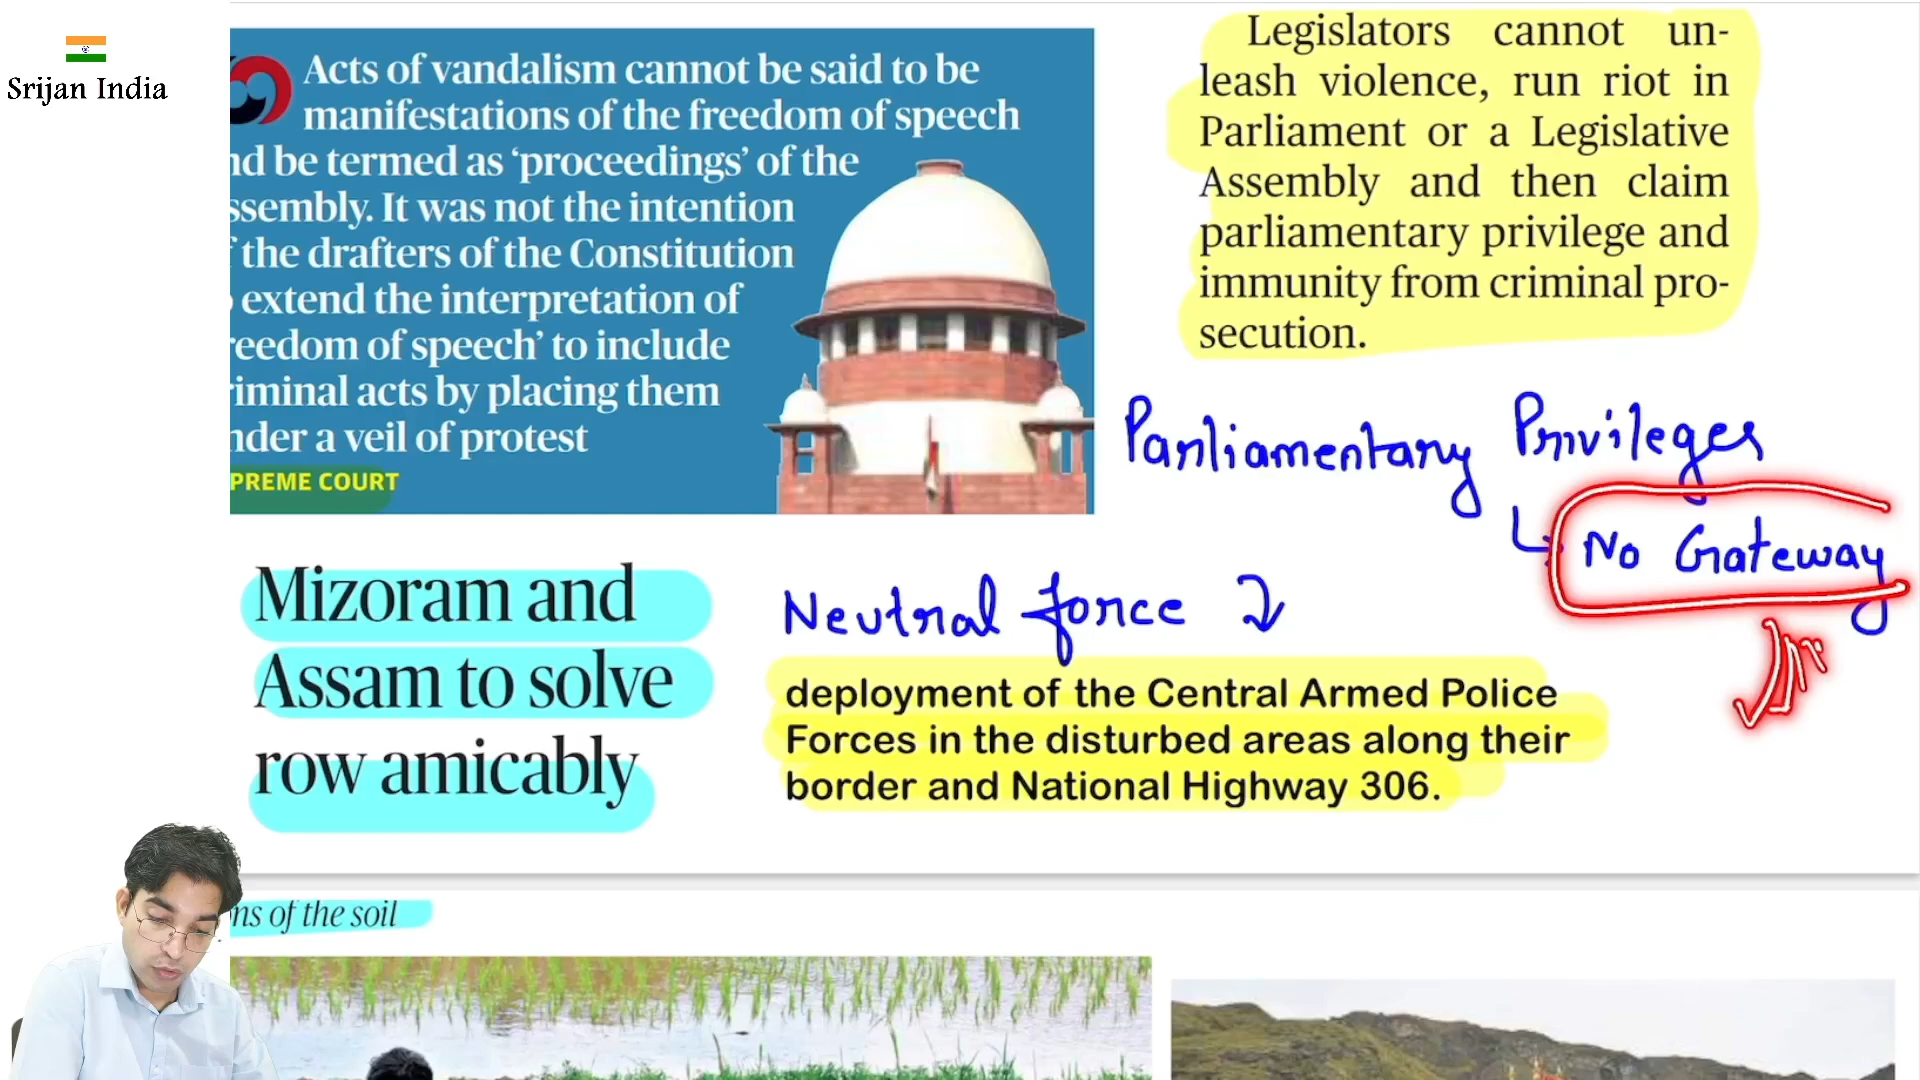 Srijan India
Acts of vandalism cannot be said to be
manifestations of the freedom of speech
nd be termed as ‘proceedings’ of the
ssembly. It was not the intention
f the drafters of the Constitution
extend the interpretation of
reedom of speech’ to include
riminal acts by placing them
nder a veil of protest
PREME COURT
Legislators cannot un-
leash violence, run riot in
Parliament or a Legislative
Assembly and then claim
parliamentary privilege and
immunity from criminal pro-
secution.
Parliamentary Privileges
No Gateway
Mizoram and
Assam to solve
row amicably
Neutral force
deployment of the Central Armed Police
Forces in the disturbed areas along their
border and National Highway 306.
ns of the soil